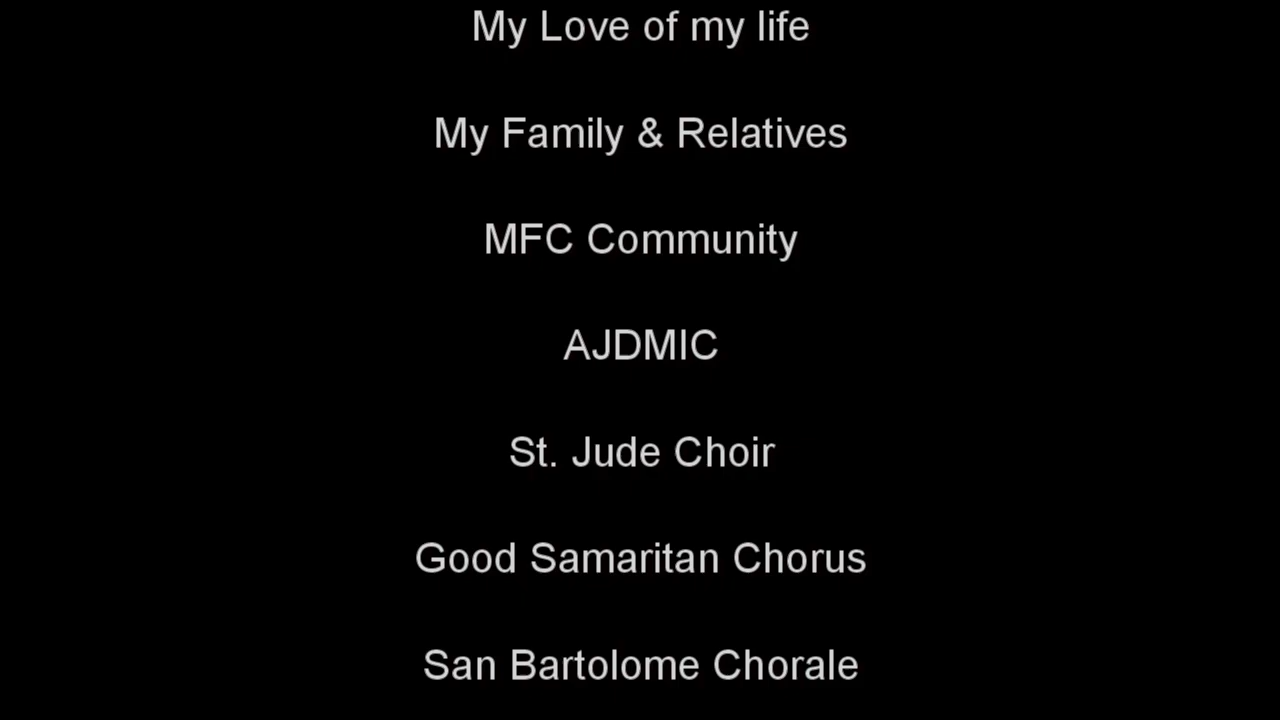 My Love of my life
My Family & Relatives
MFC Community
AJDMIC
St. Jude Choir
Good Samaritan Chorus
San Bartolome Chorale